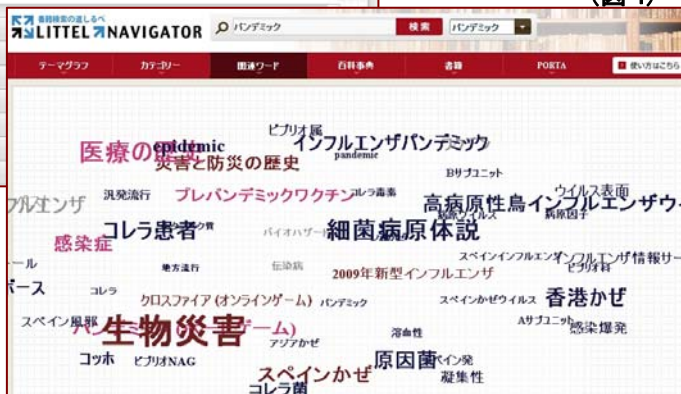 (図4)
書籍検索の道しるべ
LITTEL NAVIGATOR
パンデミック
検索
パンデミック
テーマグラフ カテゴリー 関連ワード 百科事典 書籍 PORTA 使い方はこちら
ビブリオ属
医療の歴史
epidemic
インフルエンザパンデミック
pandemic
災害と防災の歴史
Bサブユニット
汎発流行
プレパンデミックワクチン
コレラ毒素
ウイルス表面
高病原性鳥インフルエンザウ
病原因子
コレラ患者
バイオハザード
細菌病原体説
感染症
スペインインフルエンザ
インフルエンザ情報サー
地方流行
伝染病
2009年新型インフルエンザ
ビブリオ科
コレラ
クロスファイア (オンラインゲーム)
パンデミック
スペインかぜウイルス
香港かぜ
スペイン風邪
生物災害
アジアかぜ
溶血性
Aサブユニット
感染爆発
コッホ
ビブリオNAG
原因菌
スペインかぜ
凝集性
コレラ菌